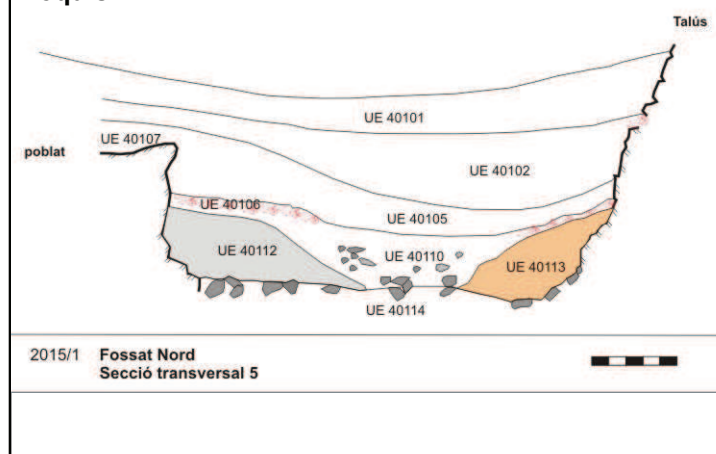 Talús
UE 40101
UE 40107
poblat
UE 40102
UE 40106
UE 40105
UE 40112
UE 40110
UE 40113
UE 40114
2015/1 Fossat Nord
Secció transversal 5